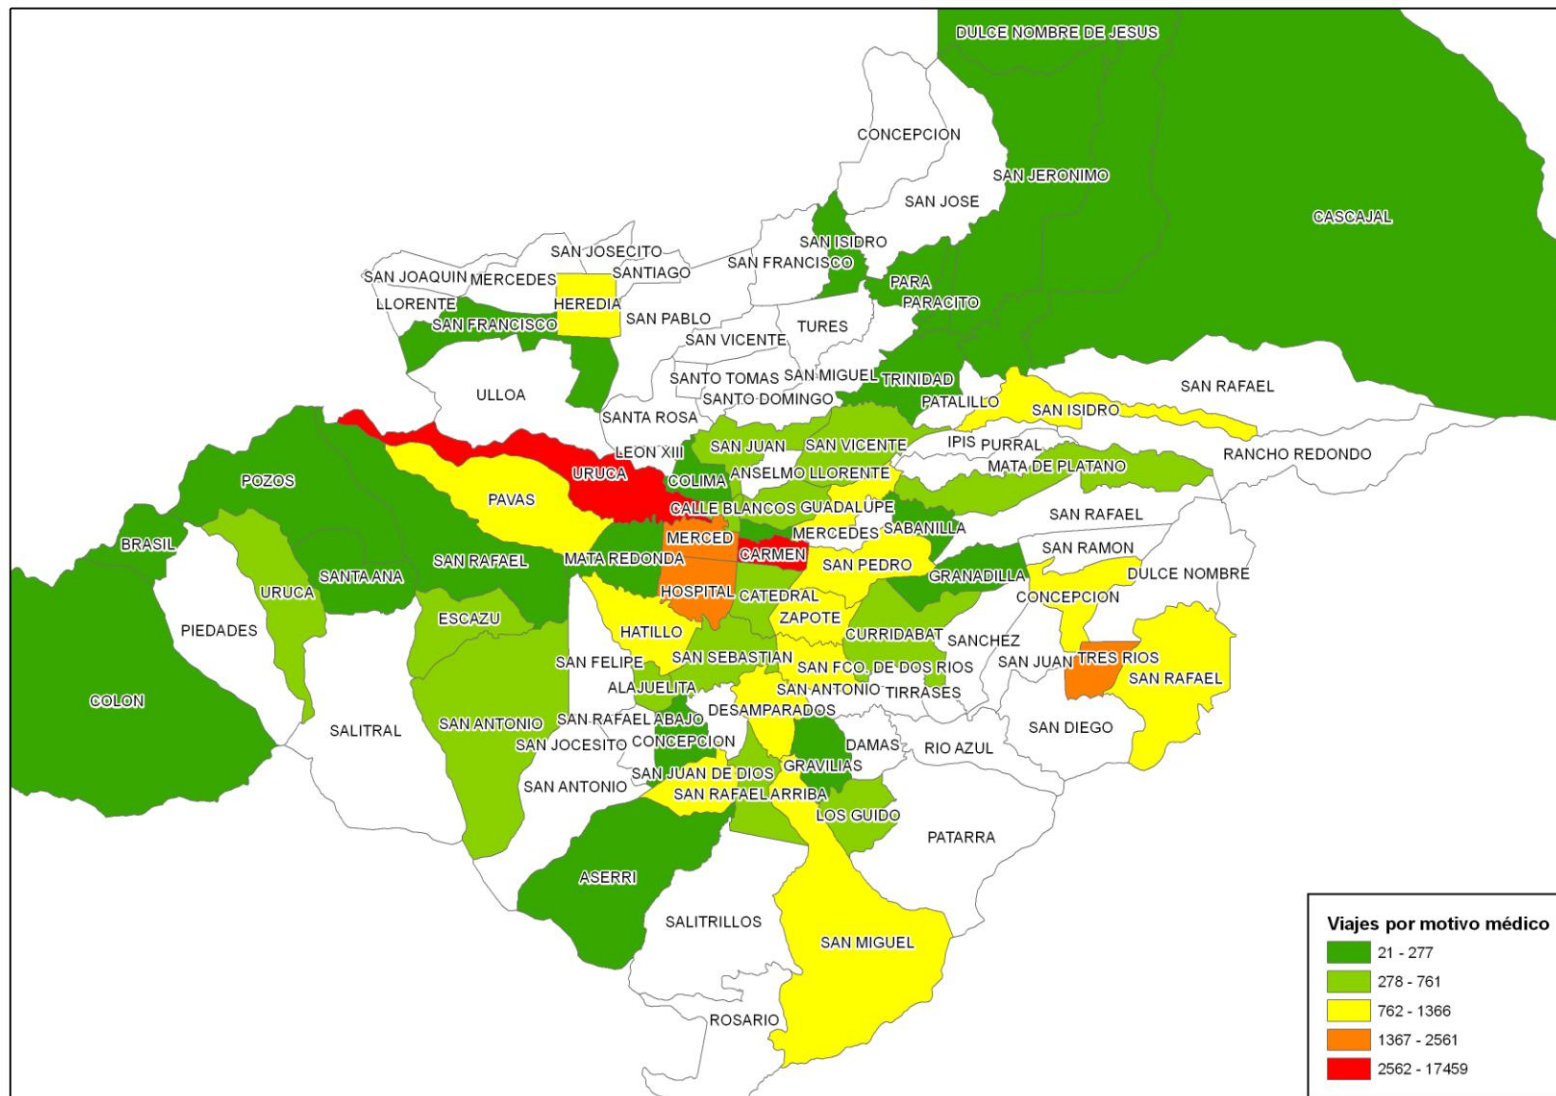 DULCE NOMBRE DE JESUS
CONCEPCION
SAN JERONIMO
SAN JOSE
CASCAJAL
SAN ISIDRO
SAN JOSECITO
SAN FRANCISCO
SANTIAGO
SAN JOAQUIN
MERCEDES
PARA
LLORENTE
HEREDIA
PARACITO
SAN FRANCISCO
SAN PABLO
TURES
SAN VICENTE
SANTO TOMAS
SAN MIGUEL
TRINIDAD
SAN RAFAEL
ULLOA
SANTO DOMINGO
PATALILLO
SAN ISIDRO
SANTA ROSA
LEON XIII
SAN JUAN
SAN VICENTE
IPIS
PURRAL
RANCHO REDONDO
URUCA
COLIMA
ANSELMO LLORENTE
MATA DE PLATANO
POZOS
PAVAS
CALLE BLANCOS
GUADALUPE
SAN RAFAEL
SABANILLA
MERCEDES
MERCED
BRASIL
SAN RAFAEL
MATA REDONDA
CARMEN
SAN PEDRO
SAN RAMON
SANTA ANA
GRANADILLA
DULCE NOMBRE
URUCA
HOSPITAL
CATEDRAL
CONCEPCION
ESCAZU
ZAPOTE
PIEDADES
HATILLO
CURRIDABAT
SANCHEZ
SAN FELIPE
SAN SEBASTIAN
SAN FCO. DE DOS RIOS
SAN JUAN
TRES RIOS
SAN RAFAEL
ALAJUELITA
SAN ANTONIO
TIRRASES
COLON
SALITRAL
SAN ANTONIO
SAN RAFAEL ABAJO
DESAMPARADOS
SAN DIEGO
SAN JOCESITO
CONCEPCION
DAMAS
RIO AZUL
SAN JUAN DE DIOS
GRAVILIAS
SAN ANTONIO
SAN RAFAEL ARRIBA
LOS GUIDO
PATARRA
ASERRI
SALITRILLOS
SAN MIGUEL
ROSARIO
Viajes por motivo médico
21 - 277
278 - 761
762 - 1366
1367 - 2561
2562 - 17459